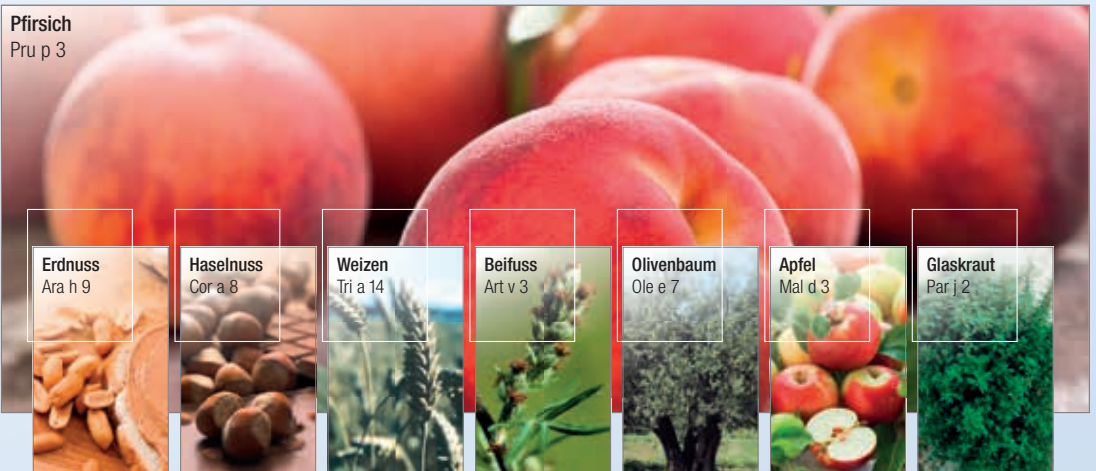 Pfirsich
Pru p 3
Erdnuss
Ara h 9
Haselnuss
Cor a 8
Weizen
Tri a 14
Beifuss
Art v 3
Olivenbaum
Ole e 7
Apfel
Mal d 3
Glaskraut
Par j 2